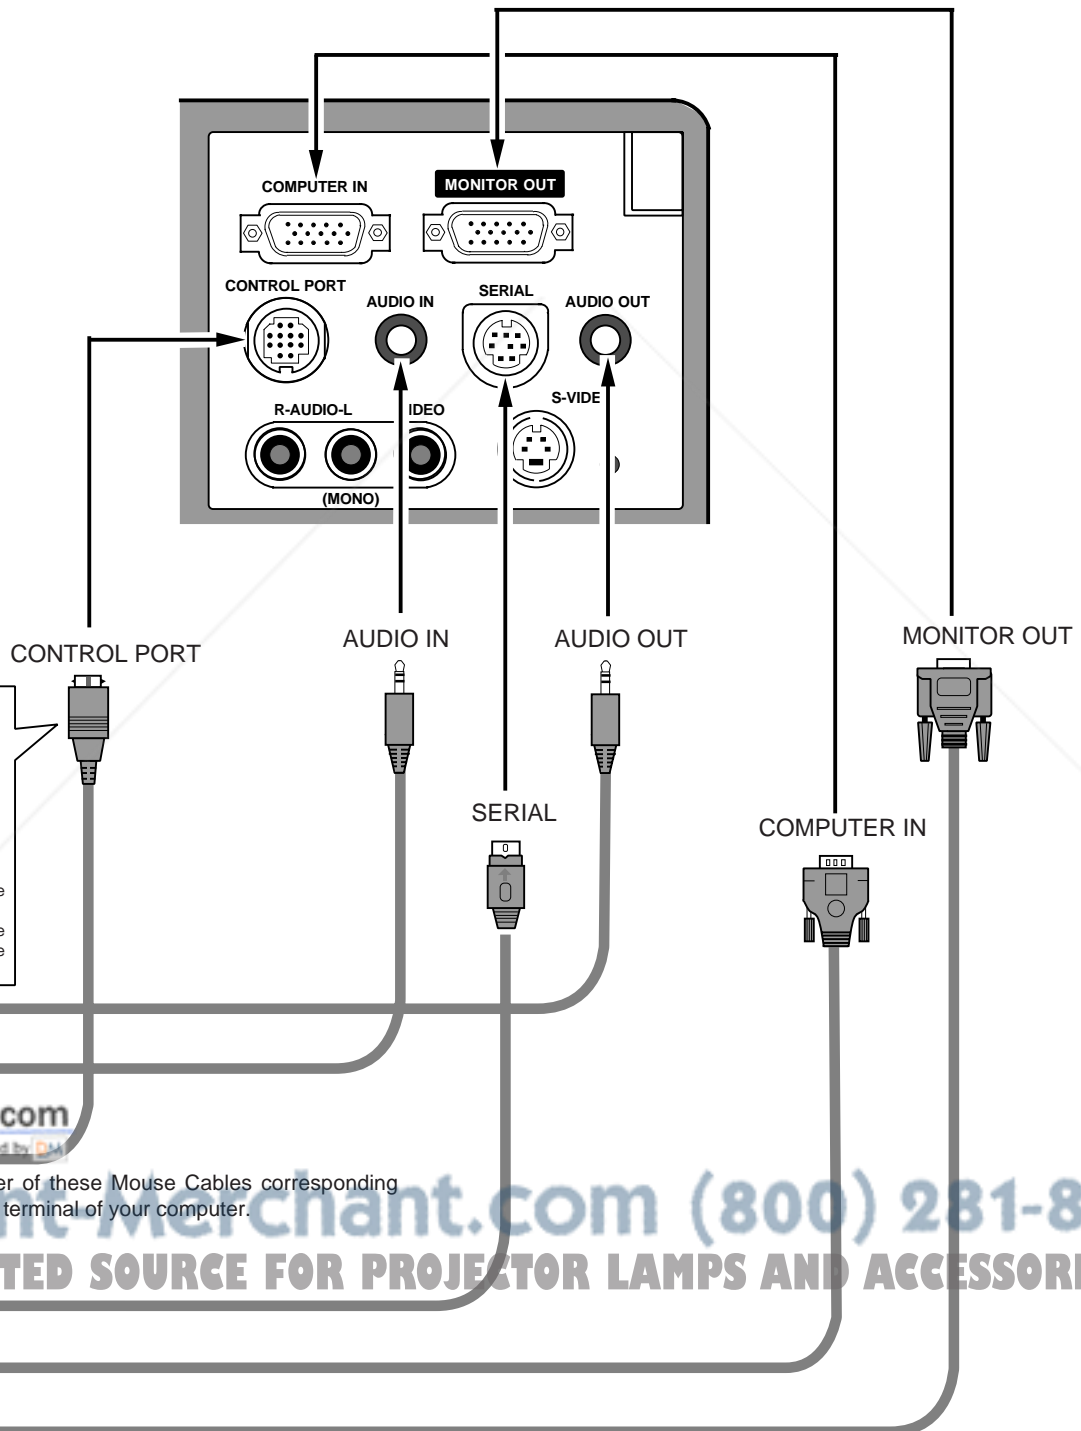 COMPUTER IN
MONITOR OUT
CONTROL PORT
AUDIO IN
SERIAL
AUDIO OUT
R-AUDIO-L
IDEO
S-VIDE
(MONO)
CONTROL PORT
AUDIO IN
AUDIO OUT
MONITOR OUT
SERIAL
COMPUTER IN
e
e
e
com
d by DM
er of these Mouse Cables corresponding
terminal of your computer.
nt-Merchant.com (800) 281-8
TED SOURCE FOR PROJECTOR LAMPS AND ACCESSORI